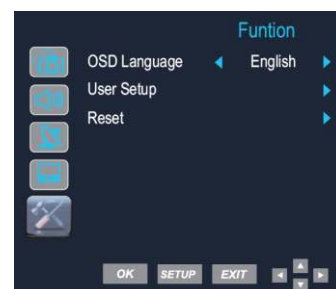 Funtion
OSD Language English
User Setup
Reset
OK SETUP EXIT